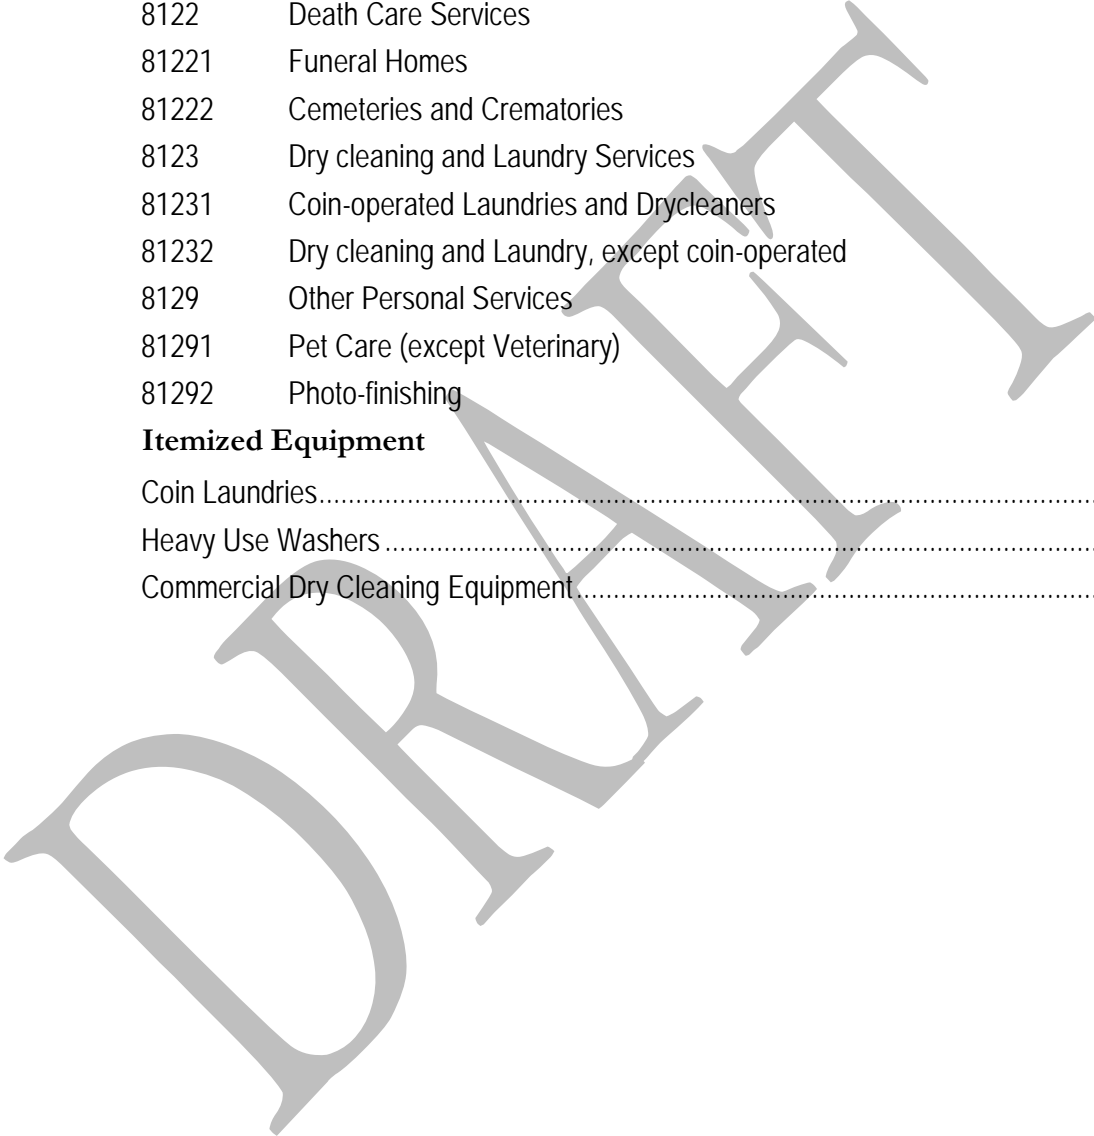 8122 Death Care Services
81221 Funeral Homes
81222 Cemeteries and Crematories
8123 Dry cleaning and Laundry Services
81231 Coin-operated Laundries and Drycleaners
81232 Dry cleaning and Laundry, except coin-operated
8129 Other Personal Services
81291 Pet Care (except Veterinary)
81292 Photo-finishing
Itemized Equipment
Coin Laundries........................................................................................................
Heavy Use Washers ................................................................................................
Commercial Dry Cleaning Equipment......................................................................
DRAFT